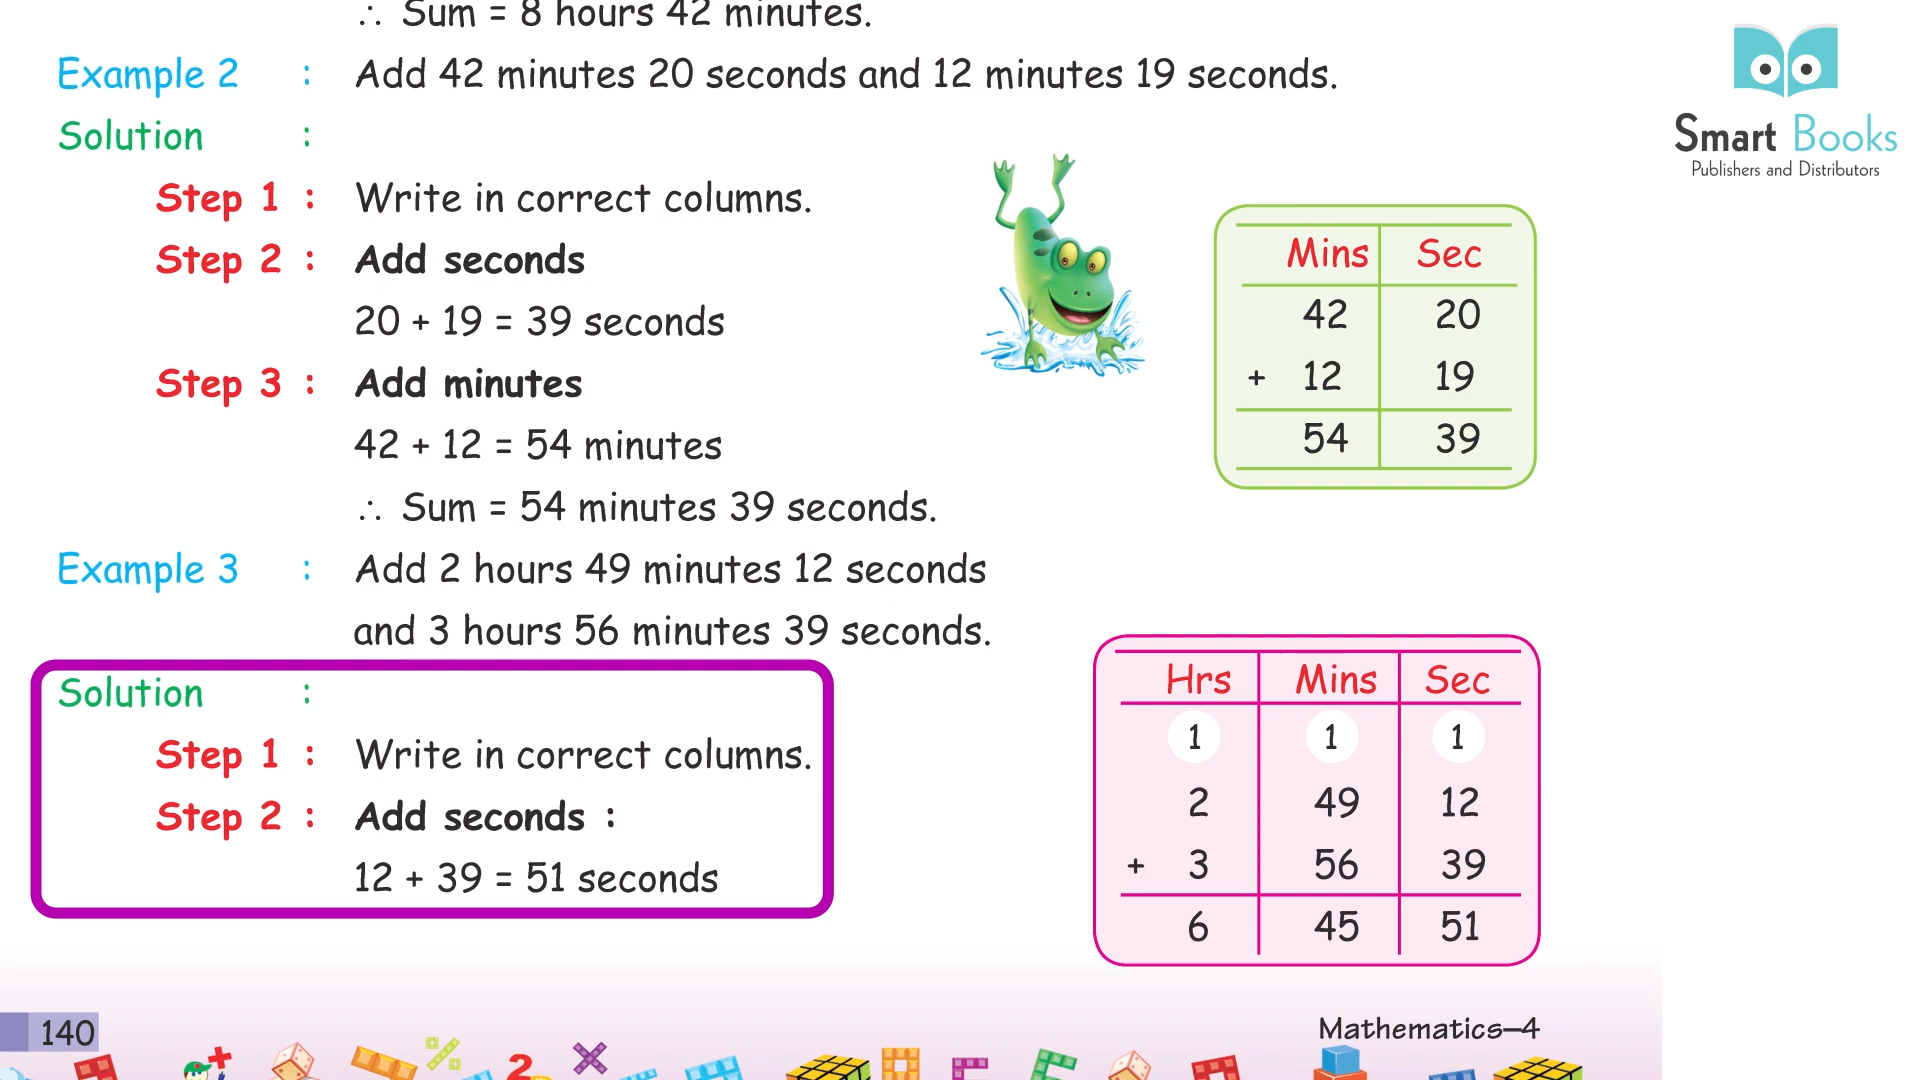 ∴ Sum = 8 hours 42 minutes.
Example 2 : Add 42 minutes 20 seconds and 12 minutes 19 seconds.
Solution :
Step 1 : Write in correct columns.
Step 2 : Add seconds
20 + 19 = 39 seconds
Step 3 : Add minutes
42 + 12 = 54 minutes
∴ Sum = 54 minutes 39 seconds.
Mins Sec
42 20
+ 12 19
54 39
Example 3 : Add 2 hours 49 minutes 12 seconds
and 3 hours 56 minutes 39 seconds.
Solution :
Step 1 : Write in correct columns.
Step 2 : Add seconds :
12 + 39 = 51 seconds
Hrs Mins Sec
1 1 1
2 49 12
+ 3 56 39
6 45 51
140
Mathematics–4
Smart Books
Publishers and Distributors